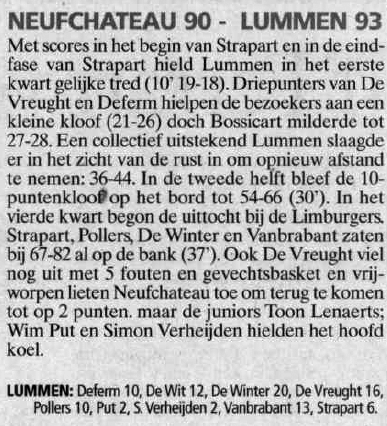 NEUFCHATEAU 90 - LUMMEN 93
Met scores in het begin van Strapart en in de eind-
fase van Strapart hield Lummen in het eerste
kwart gelijke tred (10' 19-18). Driepunters van De
Vreught en Deferm hielpen de bezoekers aan een
kleine kloof (21-26) doch Bossicart milderde tot
27-28. Een collectief uitstekend Lummen slaagde
er in het zicht van de rust in om opnieuw afstand
te nemen: 36-44. In de tweede helft bleef de 10-
puntenkloof op het bord tot 54-66 (30'). In het
vierde kwart begon de uittocht bij de Limburgers.
Strapart, Pollers, De Winter en Vanbrabant zaten
bij 67-82 al op de bank (37'). Ook De Vreught viel
nog uit met 5 fouten en gevechtsbasket en vrij-
worpen lieten Neufchateau toe om terug te komen
tot op 2 punten. maar de juniors Toon Lenaerts;
Wim Put en Simon Verheijden hielden het hoofd
koel.
LUMMEN: Deferm 10, De Wit 12, De Winter 20, De Vreught 16,
Pollers 10, Put 2, S. Verheijden 2, Vanbrabant 13, Strapart 6.